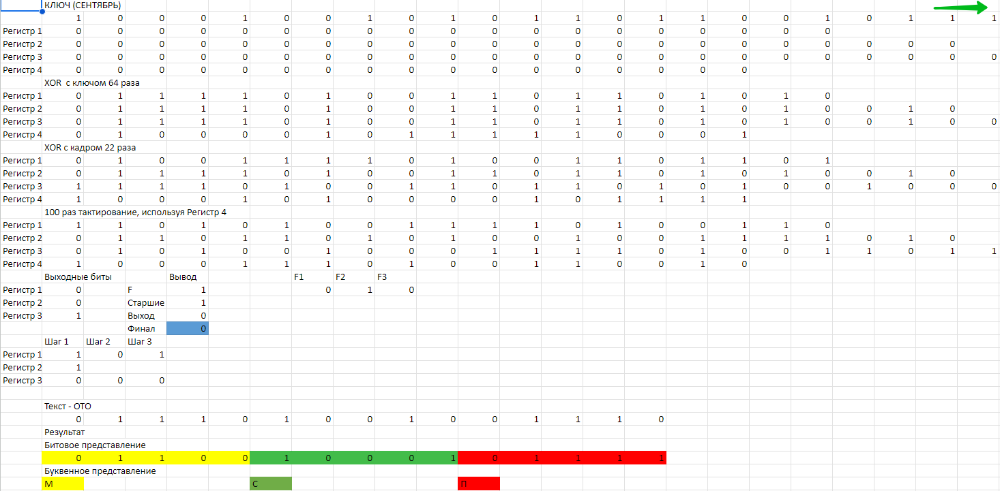 КЛЮЧ (СЕНТЯБРЬ)
1 0 0 0 1 0 0 1 0 1 0 1 1 0 1 1 0 0 1 0 1 1 1
Регистр 1 0 0 0 0 0 0 0 0 0 0 0 0 0 0 0 0 0 0 0
Регистр 2 0 0 0 0 0 0 0 0 0 0 0 0 0 0 0 0 0 0 0 0 0 0
Регистр 3 0 0 0 0 0 0 0 0 0 0 0 0 0 0 0 0 0 0 0 0 0 0 0
Регистр 4 0 0 0 0 0 0 0 0 0 0 0 0 0 0 0 0 0
XOR с ключом 64 раза
Регистр 1 0 1 1 1 1 0 1 0 0 1 1 0 1 1 0 1 0 1 0
Регистр 2 0 1 1 1 1 0 1 0 0 1 1 0 1 1 0 1 0 1 0 0 1 0
Регистр 3 0 1 1 1 1 0 1 0 0 1 1 0 1 1 0 1 0 1 0 0 1 0 0
Регистр 4 0 1 0 0 0 0 1 0 1 1 1 1 1 0 0 0 1
XOR с кадром 22 раза
Регистр 1 0 1 0 0 1 1 1 1 0 1 0 0 1 1 0 1 1 0 1
Регистр 2 0 1 1 1 1 0 1 0 0 1 1 0 1 1 0 1 0 1 0 0 1 0
Регистр 3 1 1 1 1 0 1 0 0 1 1 0 1 1 0 1 0 1 0 0 1 0 0 0
Регистр 4 1 0 0 0 1 0 1 0 0 0 0 1 0 1 1 1 1
100 раз тактирование, используя Регистр 4
Регистр 1 1 1 0 1 0 1 0 0 1 1 1 1 0 1 0 0 1 1 0
Регистр 2 0 1 1 0 1 1 0 1 0 1 0 0 1 0 0 1 1 1 1 0 1 0
Регистр 3 0 1 0 1 0 0 1 0 0 0 1 1 1 1 0 1 0 0 1 1 0 1 1
Регистр 4 1 0 0 0 1 1 1 0 1 0 0 1 1 0 0 1 0
Выходные биты Вывод F1 F2 F3
Регистр 1 0 F 1 0 1 0
Регистр 2 0 Старшие 1
Регистр 3 1 Выход 0
Финал 0
Шаг 1 Шаг 2 Шаг 3
Регистр 1 1 0 1
Регистр 2 1
Регистр 3 0 0 0
Текст - ОТО
0 1 1 1 0 1 0 0 1 0 0 1 1 1 0
Результат
Битовое представление
0 1 1 0 0 1 0 0 0 1 0 1 1 1 1
Буквенное представление
М С П